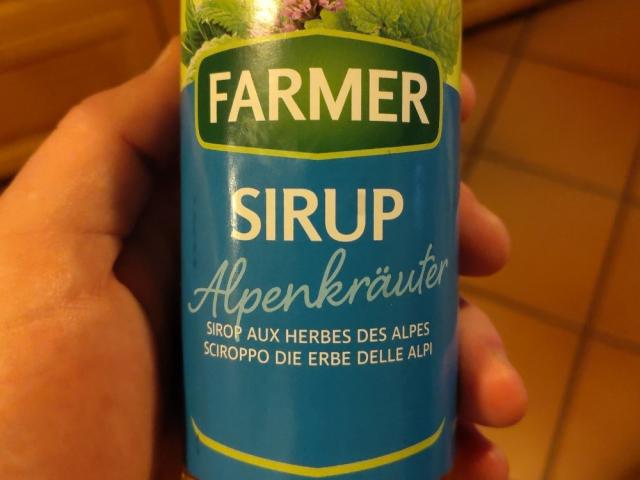 FARMER
SIRUP
Alpenkräuter
SIROP AUX HERBES DES ALPES
SCIROPPO DIE ERBE DELLE ALPI